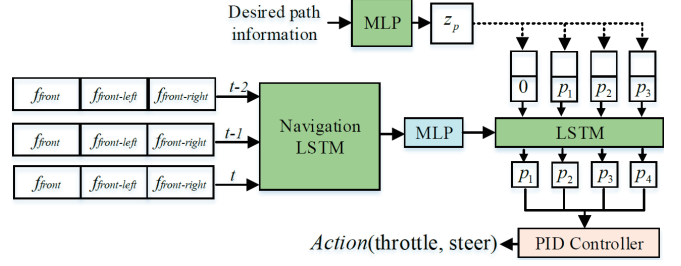 Desired path
information
MLP
z_p
0 p_1 p_2 p_3
f_front f_front-left f_front-right t-2
f_front f_front-left f_front-right t-1
f_front f_front-left f_front-right t
Navigation
LSTM
MLP
LSTM
p_1 p_2 p_3 p_4
Action(throttle, steer)
PID Controller